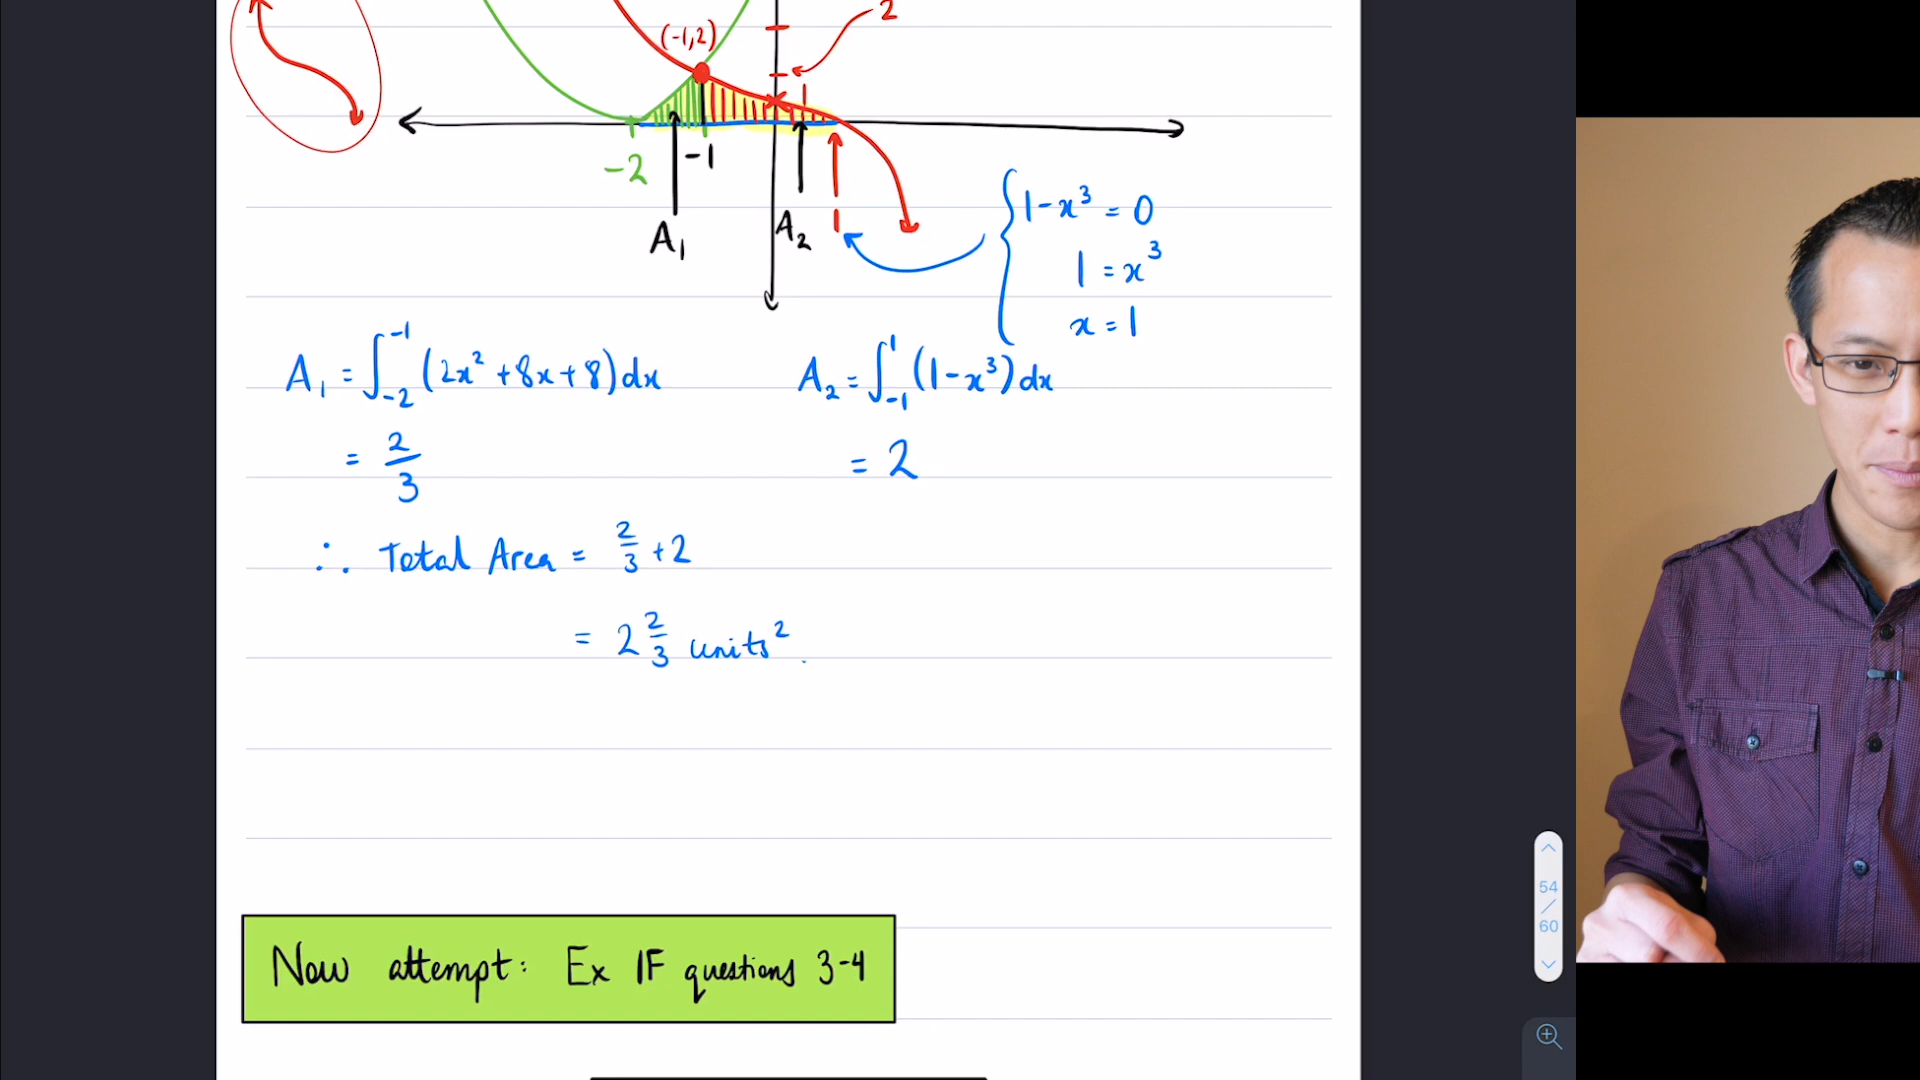 2
(-1,2)
1
-2
-1
A₁
A₂
1
1-x³ = 0
1 = x³
x = 1
A₁ = ∫₋₂⁻¹ (2x² + 8x + 8) dx
= 2/3
A₂ = ∫₋₁¹ (1-x³) dx
= 2
∴ Total Area = 2/3 + 2
= 2 2/3 units².
Now attempt: Ex 1F questions 3-4
54
/
60